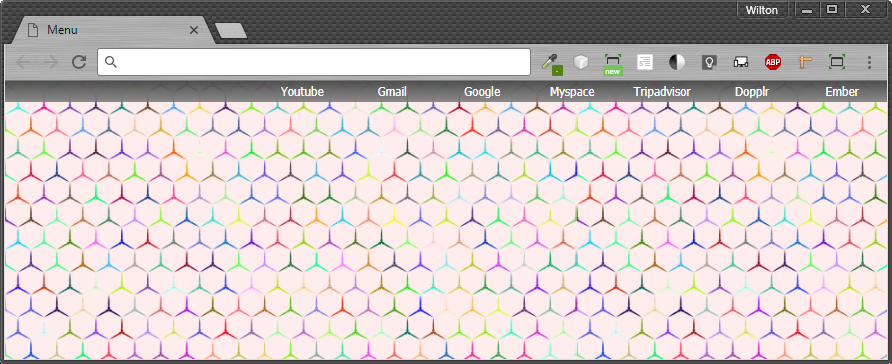 Wilton
Menu
new
ABP
Youtube Gmail Google Myspace Tripadvisor Dopplr Ember